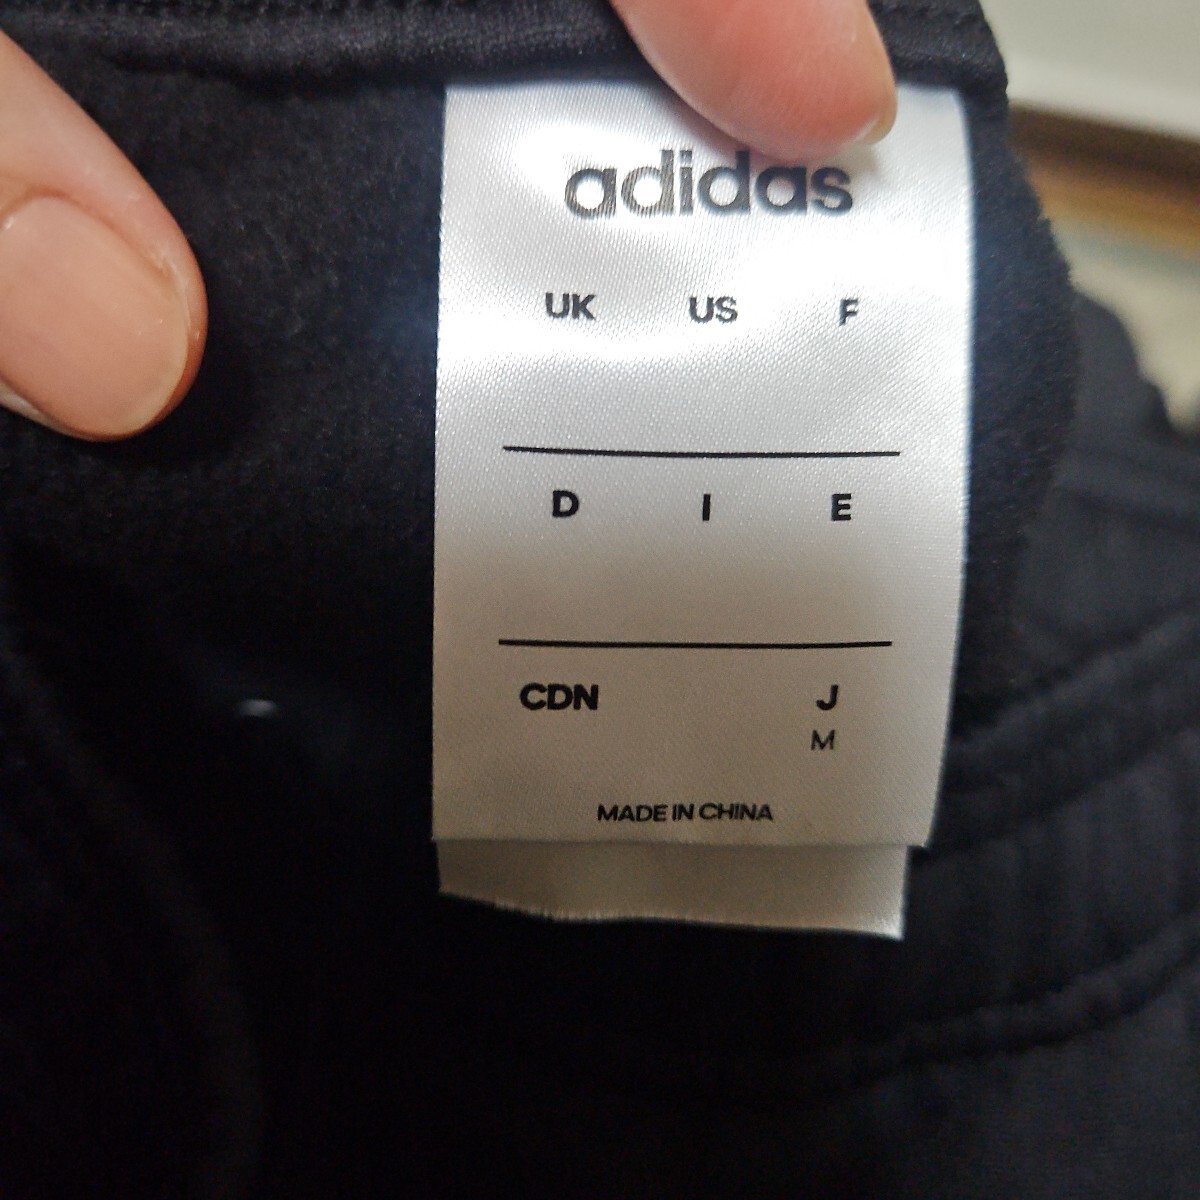 adidas
UK US F
D I E
CDN J
M
MADE IN CHINA